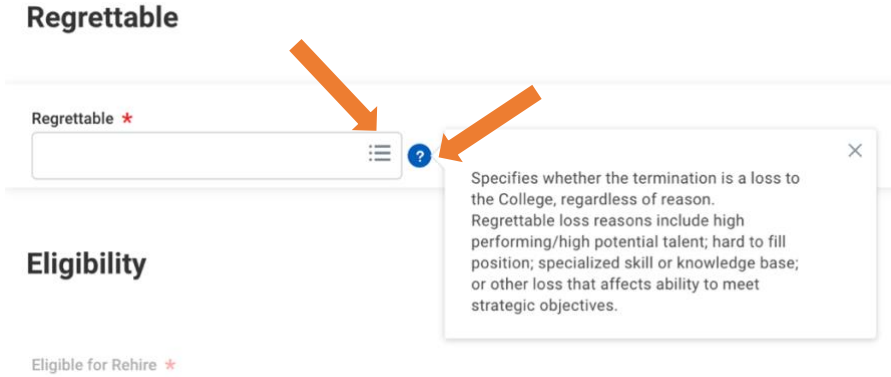 Regrettable
Regrettable *
?
Specifies whether the termination is a loss to
the College, regardless of reason.
Regrettable loss reasons include high
performing/high potential talent; hard to fill
position; specialized skill or knowledge base;
or other loss that affects ability to meet
strategic objectives.
Eligibility
Eligible for Rehire *